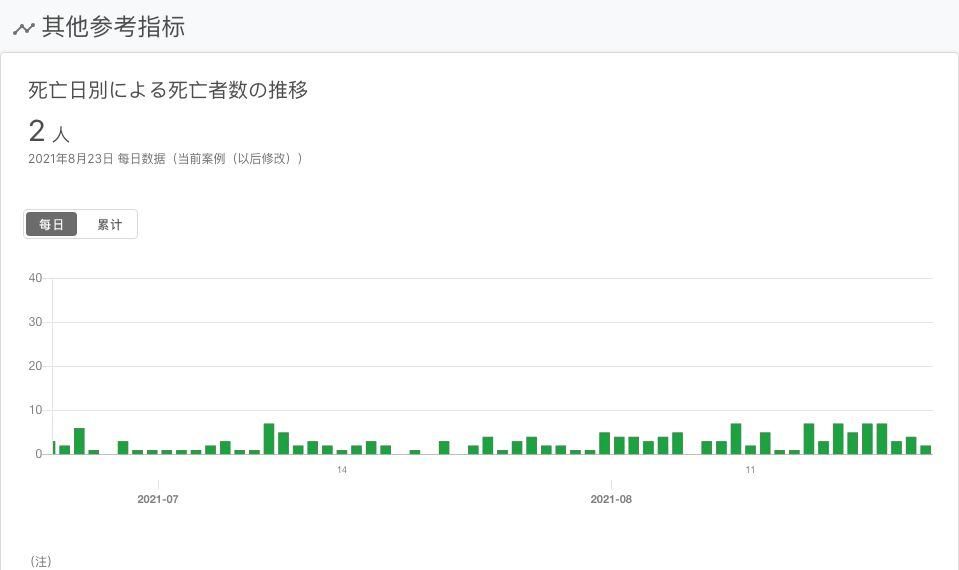 其他参考指标
死亡日別による死亡者数の推移
2 人
2021年8月23日 每日数据（当前案例（以后修改））
每日 累计
40
30
20
10
0
14 11
2021-07 2021-08
（注）